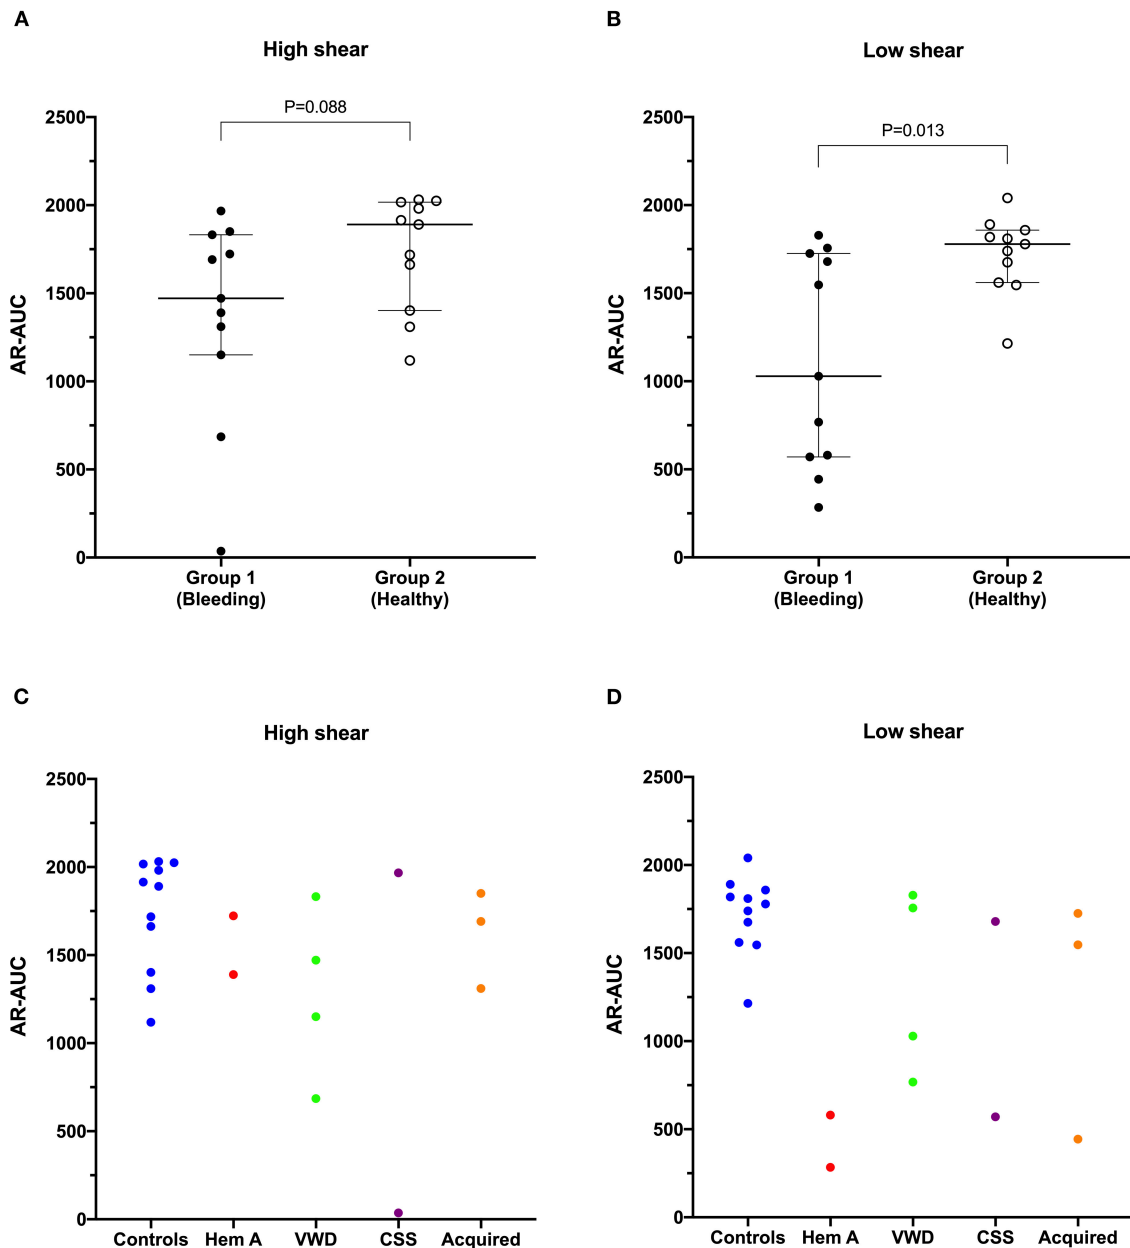 A
High shear
P=0.088
2500
2000
1500
1000
500
0
AR-AUC
Group 1
(Bleeding)
Group 2
(Healthy)
B
Low shear
P=0.013
2500
2000
1500
1000
500
0
AR-AUC
Group 1
(Bleeding)
Group 2
(Healthy)
C
High shear
2500
2000
1500
1000
500
0
AR-AUC
Controls Hem A VWD CSS Acquired
D
Low shear
2500
2000
1500
1000
500
0
AR-AUC
Controls Hem A VWD CSS Acquired